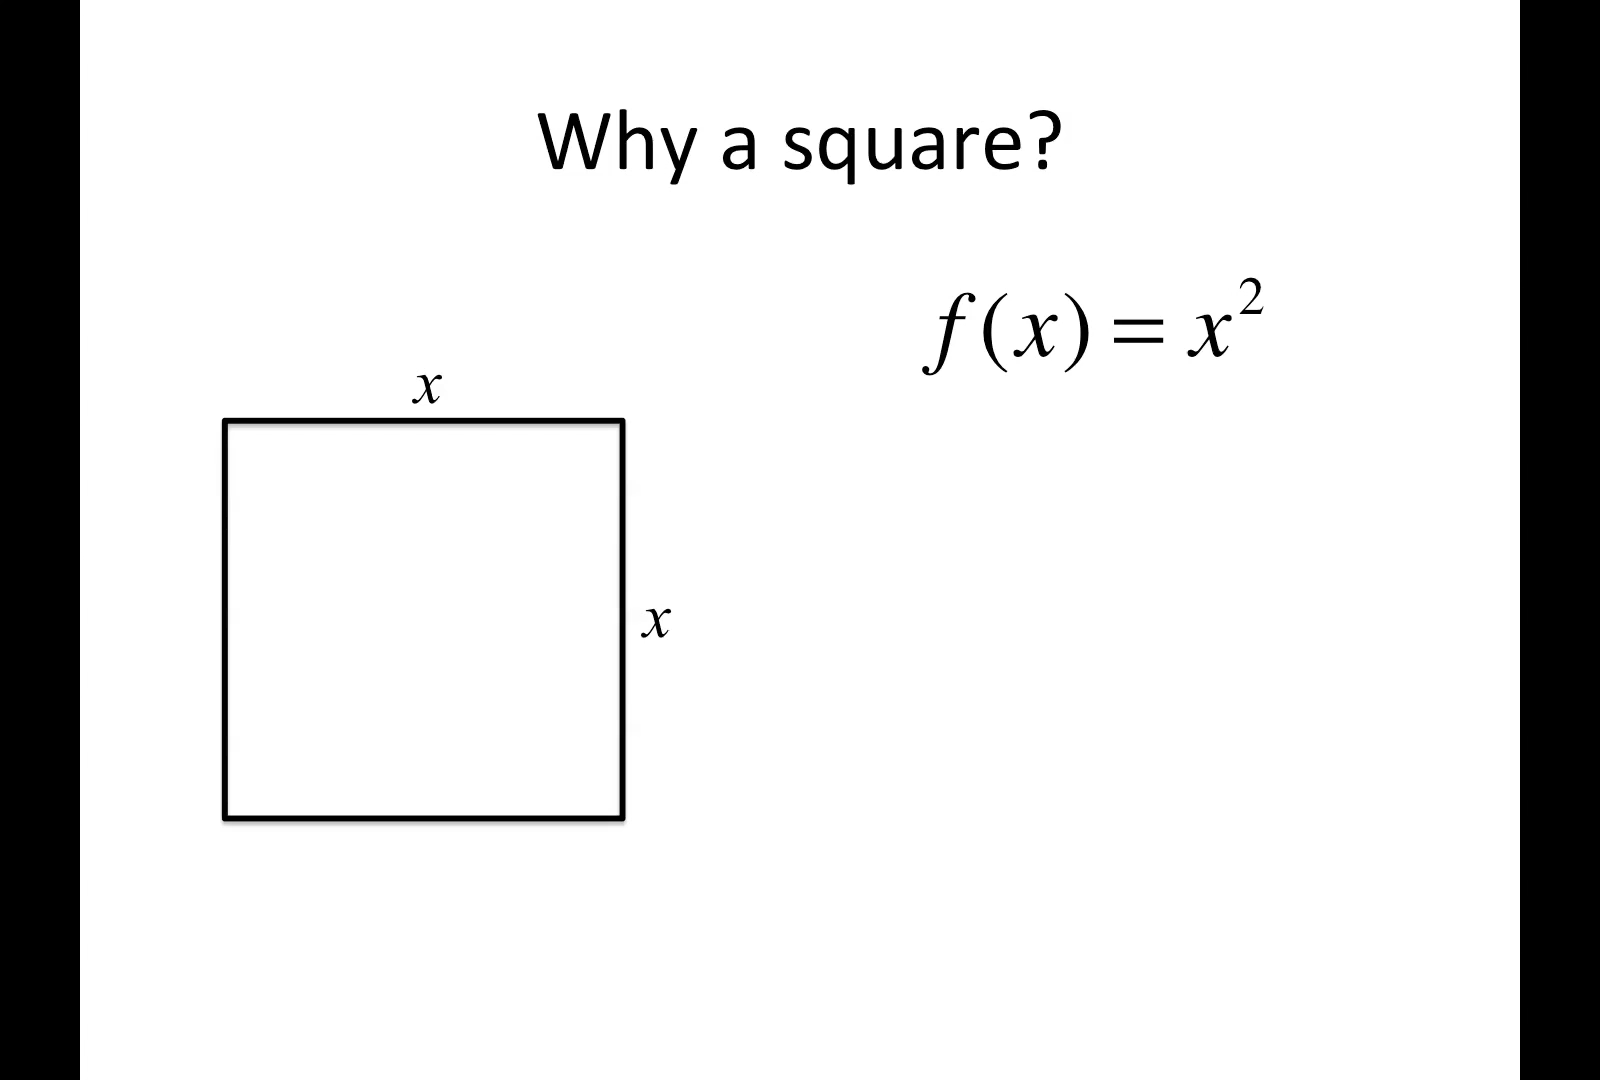 Why a square?
f(x) = x²
x
x